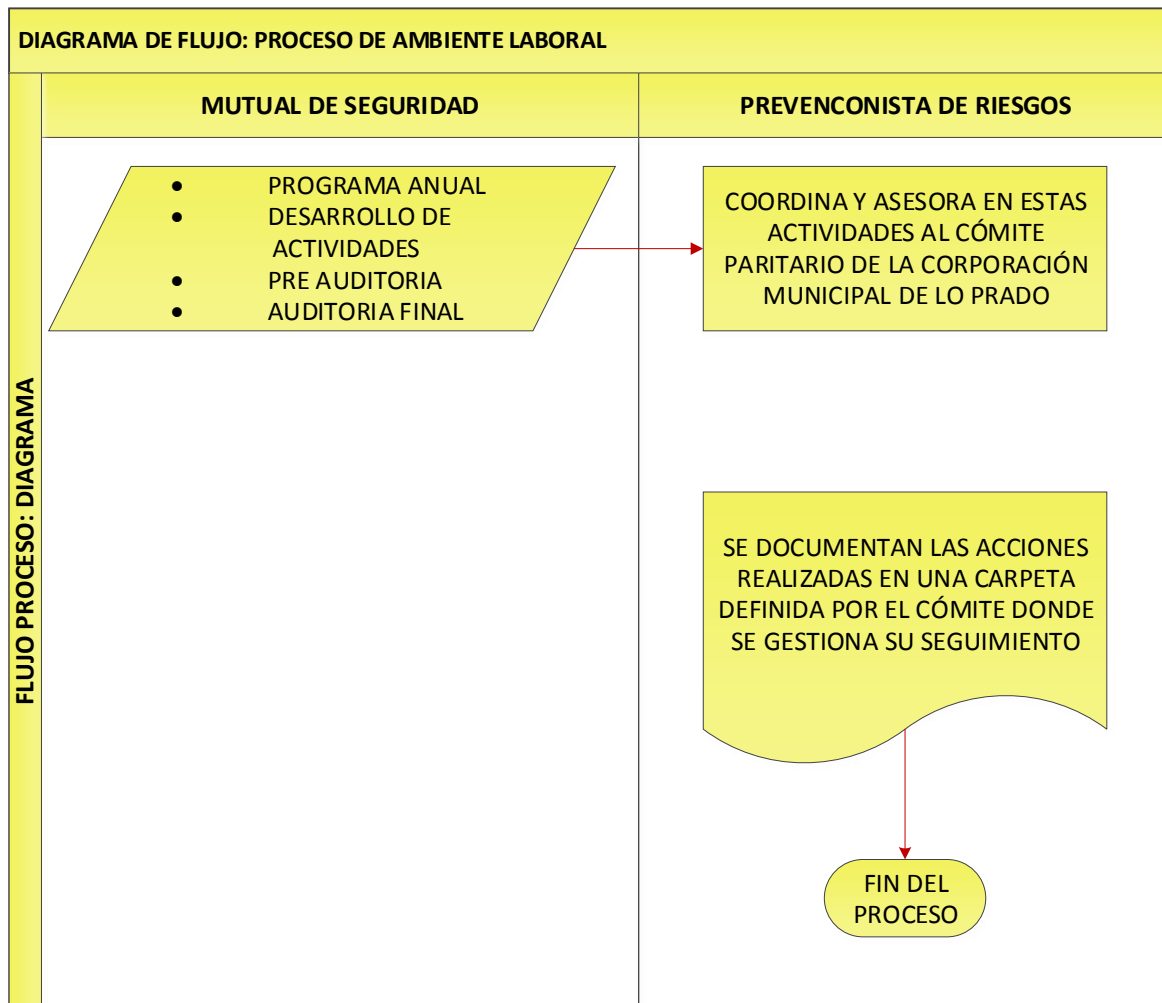 DIAGRAMA DE FLUJO: PROCESO DE AMBIENTE LABORAL
FLUJO PROCESO: DIAGRAMA
MUTUAL DE SEGURIDAD
PREVENCONISTA DE RIESGOS
• PROGRAMA ANUAL
• DESARROLLO DE
ACTIVIDADES
• PRE AUDITORIA
• AUDITORIA FINAL
COORDINA Y ASESORA EN ESTAS
ACTIVIDADES AL CÓMITE
PARITARIO DE LA CORPORACIÓN
MUNICIPAL DE LO PRADO
SE DOCUMENTAN LAS ACCIONES
REALIZADAS EN UNA CARPETA
DEFINIDA POR EL CÓMITE DONDE
SE GESTIONA SU SEGUIMIENTO
FIN DEL
PROCESO